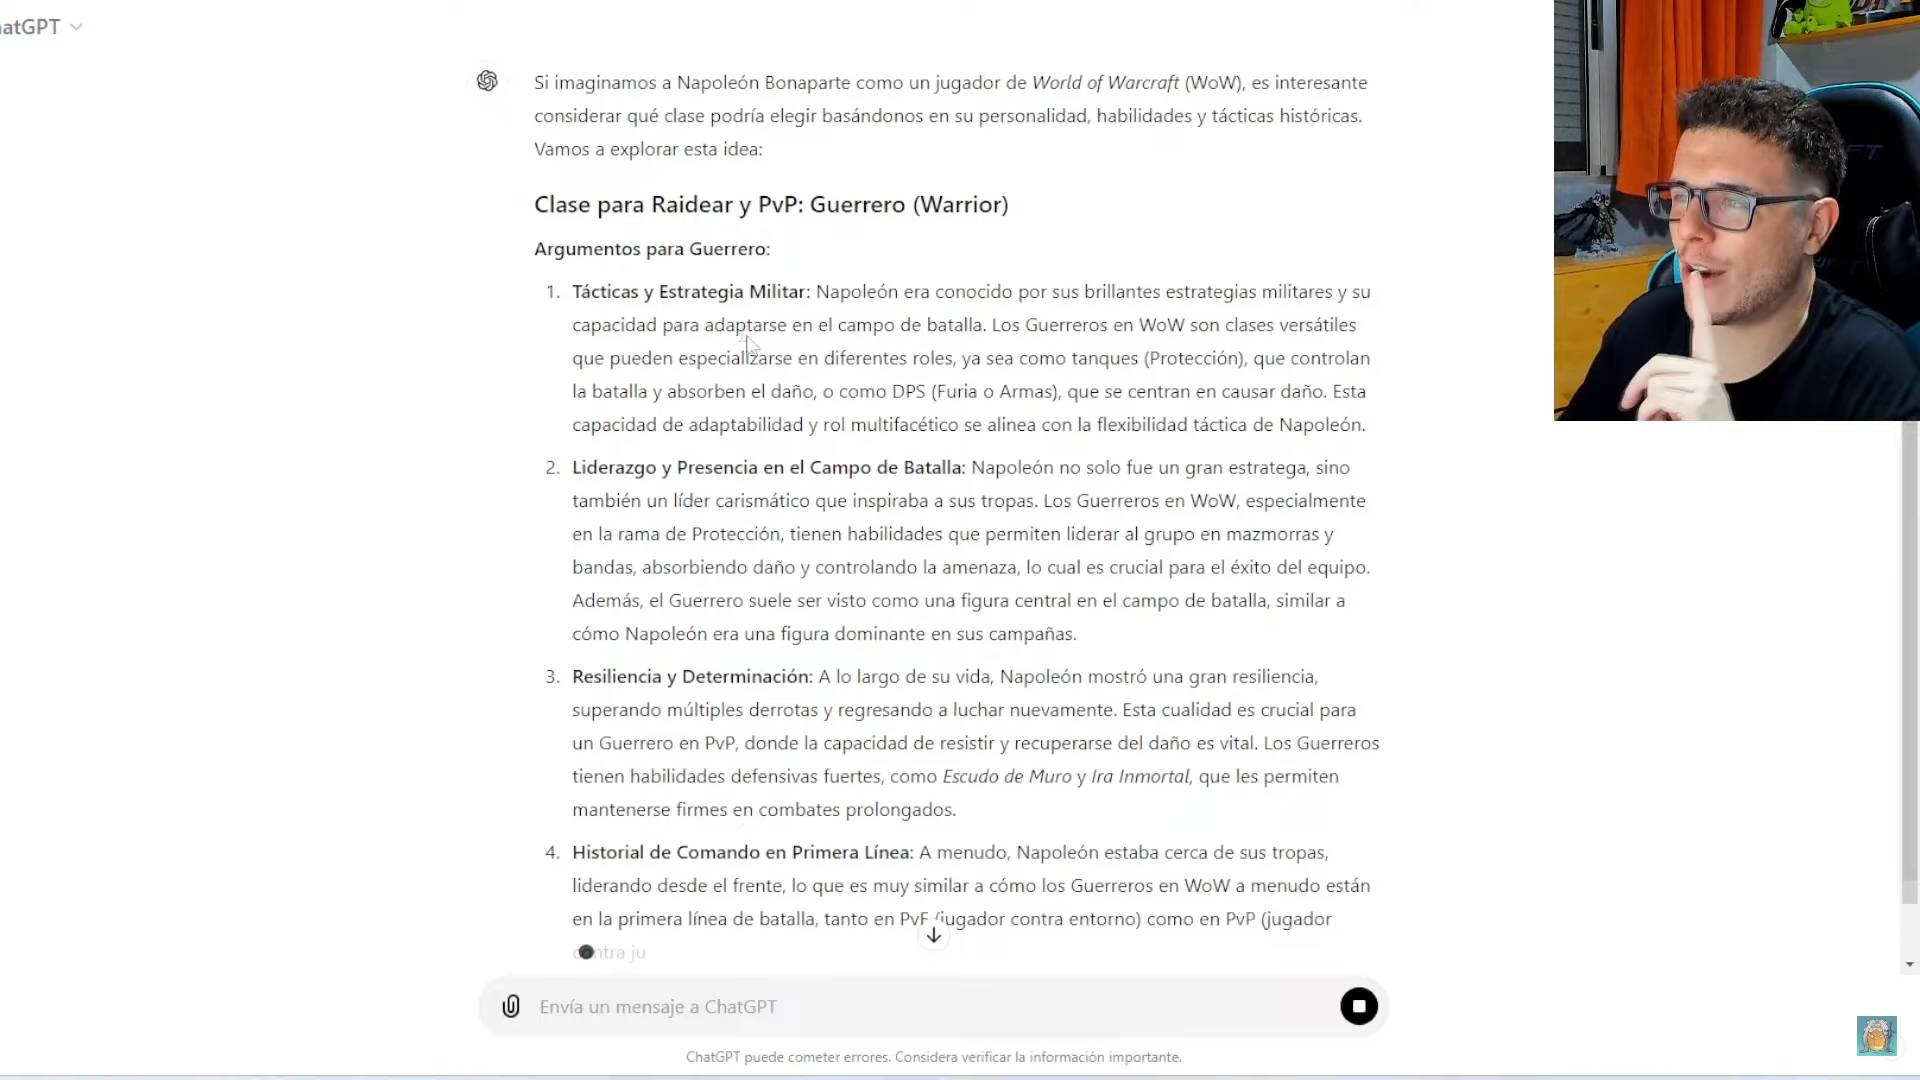 atGPT
Si imaginamos a Napoleón Bonaparte como un jugador de World of Warcraft (WoW), es interesante
considerar qué clase podría elegir basándonos en su personalidad, habilidades y tácticas históricas.
Vamos a explorar esta idea:
Clase para Raidear y PvP: Guerrero (Warrior)
Argumentos para Guerrero:
1. Tácticas y Estrategia Militar: Napoleón era conocido por sus brillantes estrategias militares y su
capacidad para adaptarse en el campo de batalla. Los Guerreros en WoW son clases versátiles
que pueden especializarse en diferentes roles, ya sea como tanques (Protección), que controlan
la batalla y absorben el daño, o como DPS (Furia o Armas), que se centran en causar daño. Esta
capacidad de adaptabilidad y rol multifacético se alinea con la flexibilidad táctica de Napoleón.
2. Liderazgo y Presencia en el Campo de Batalla: Napoleón no solo fue un gran estratega, sino
también un líder carismático que inspiraba a sus tropas. Los Guerreros en WoW, especialmente
en la rama de Protección, tienen habilidades que permiten liderar al grupo en mazmorras y
bandas, absorbiendo daño y controlando la amenaza, lo cual es crucial para el éxito del equipo.
Además, el Guerrero suele ser visto como una figura central en el campo de batalla, similar a
cómo Napoleón era una figura dominante en sus campañas.
3. Resiliencia y Determinación: A lo largo de su vida, Napoleón mostró una gran resiliencia,
superando múltiples derrotas y regresando a luchar nuevamente. Esta cualidad es crucial para
un Guerrero en PvP, donde la capacidad de resistir y recuperarse del daño es vital. Los Guerreros
tienen habilidades defensivas fuertes, como Escudo de Muro y Ira Inmortal, que les permiten
mantenerse firmes en combates prolongados.
4. Historial de Comando en Primera Línea: A menudo, Napoleón estaba cerca de sus tropas,
liderando desde el frente, lo que es muy similar a cómo los Guerreros en WoW a menudo están
en la primera línea de batalla, tanto en PvE (jugador contra entorno) como en PvP (jugador
contra ju
Envía un mensaje a ChatGPT
ChatGPT puede cometer errores. Considera verificar la información importante.